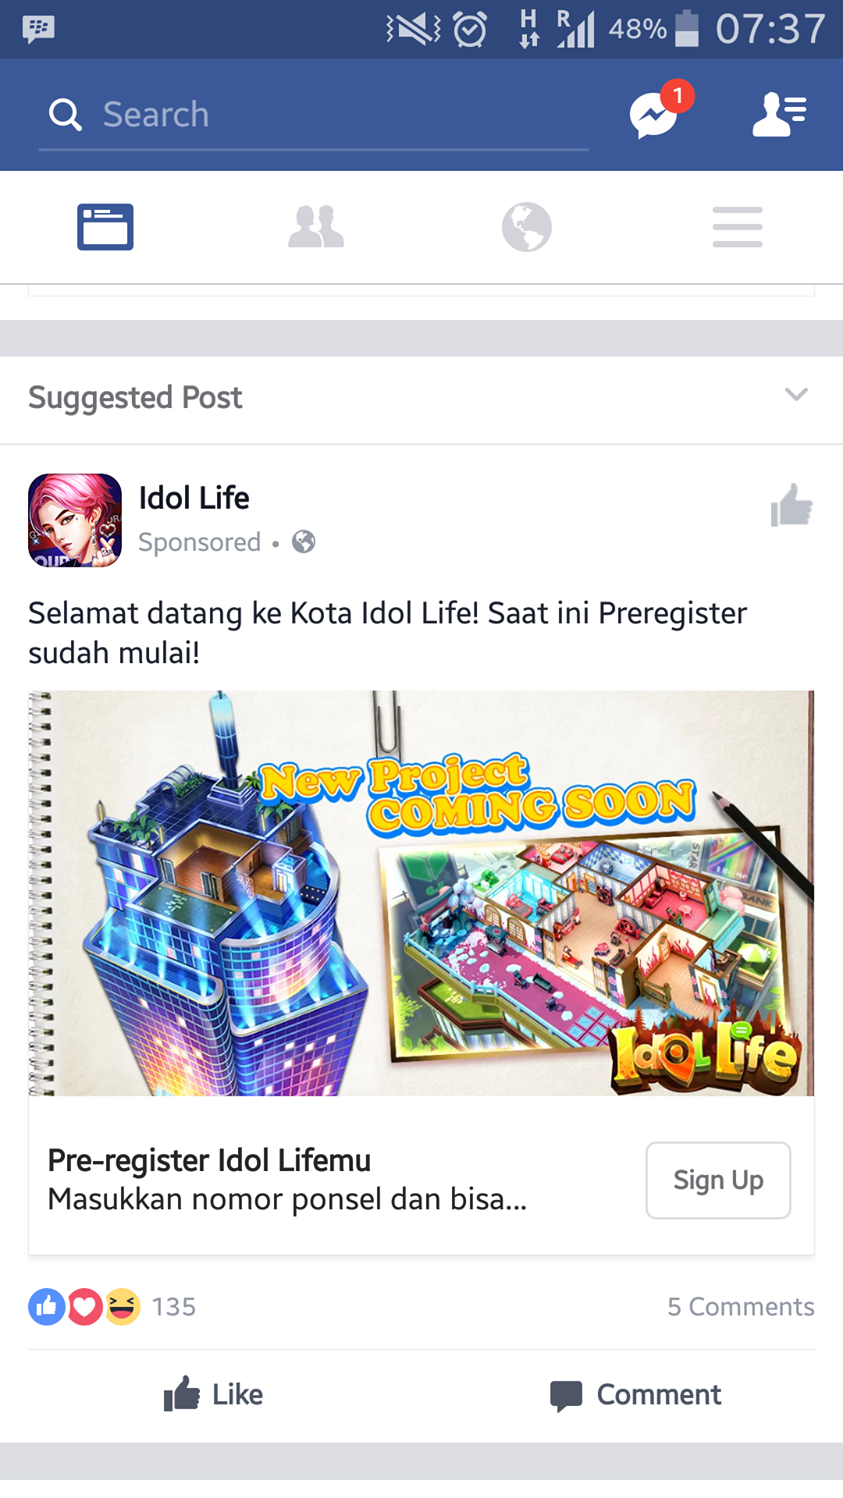 H R 48% 07:37
Search
1
Suggested Post
Idol Life
Sponsored
Selamat datang ke Kota Idol Life! Saat ini Preregister
sudah mulai!
New Project
COMING SOON
STAR
BANK
Idol Life
Pre-register Idol Lifemu
Masukkan nomor ponsel dan bisa...
Sign Up
135
5 Comments
Like
Comment